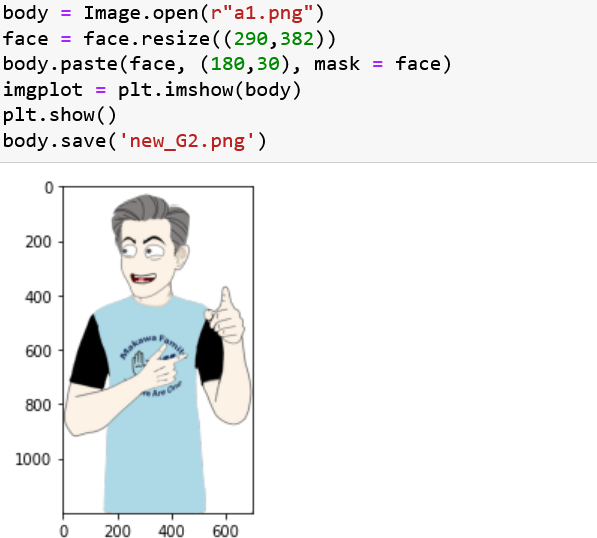 body = Image.open(r"a1.png")
face = face.resize((290,382))
body.paste(face, (180,30), mask = face)
imgplot = plt.imshow(body)
plt.show()
body.save('new_G2.png')
0
200
400
600
800
1000
Makawa Famil
e Are One
0 200 400 600